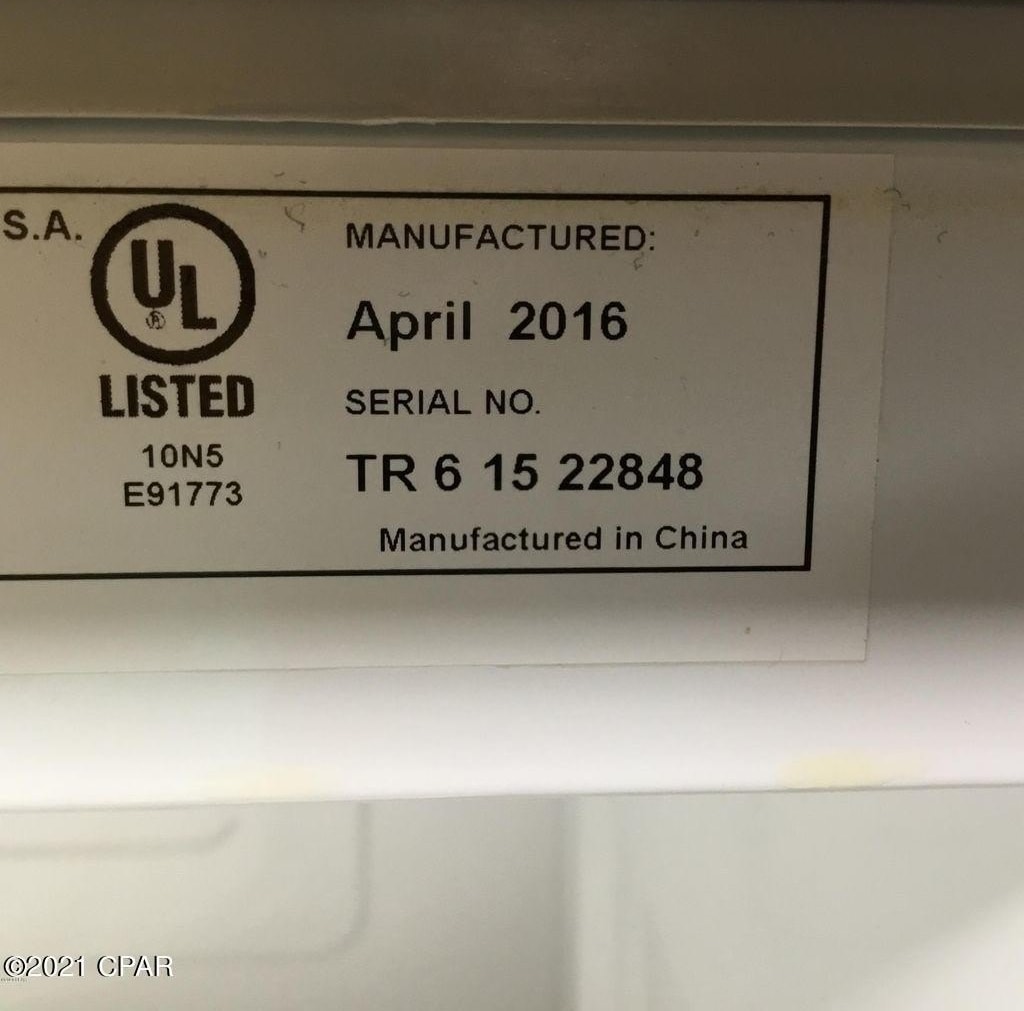 S.A.
UL
®
LISTED
10N5
E91773
MANUFACTURED:
April 2016
SERIAL NO.
TR 6 15 22848
Manufactured in China
©2021 CPAR